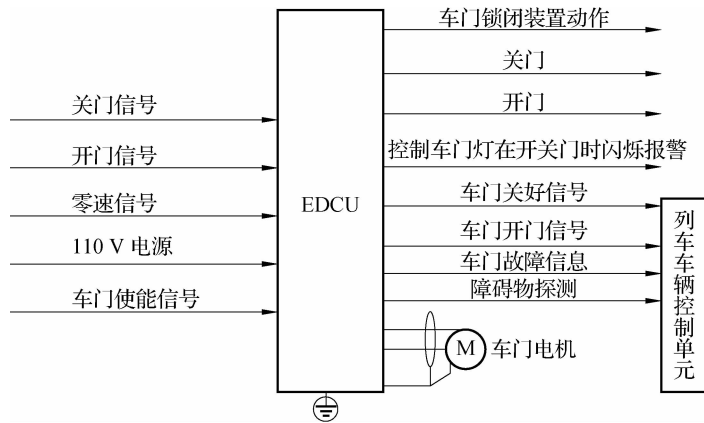 车门锁闭装置动作
关门
开门
控制车门灯在开关门时闪烁报警
关门信号
开门信号
零速信号
110 V 电源
车门使能信号
EDCU
车门关好信号
车门开门信号
车门故障信息
障碍物探测
M
车门电机
列车车辆控制单元